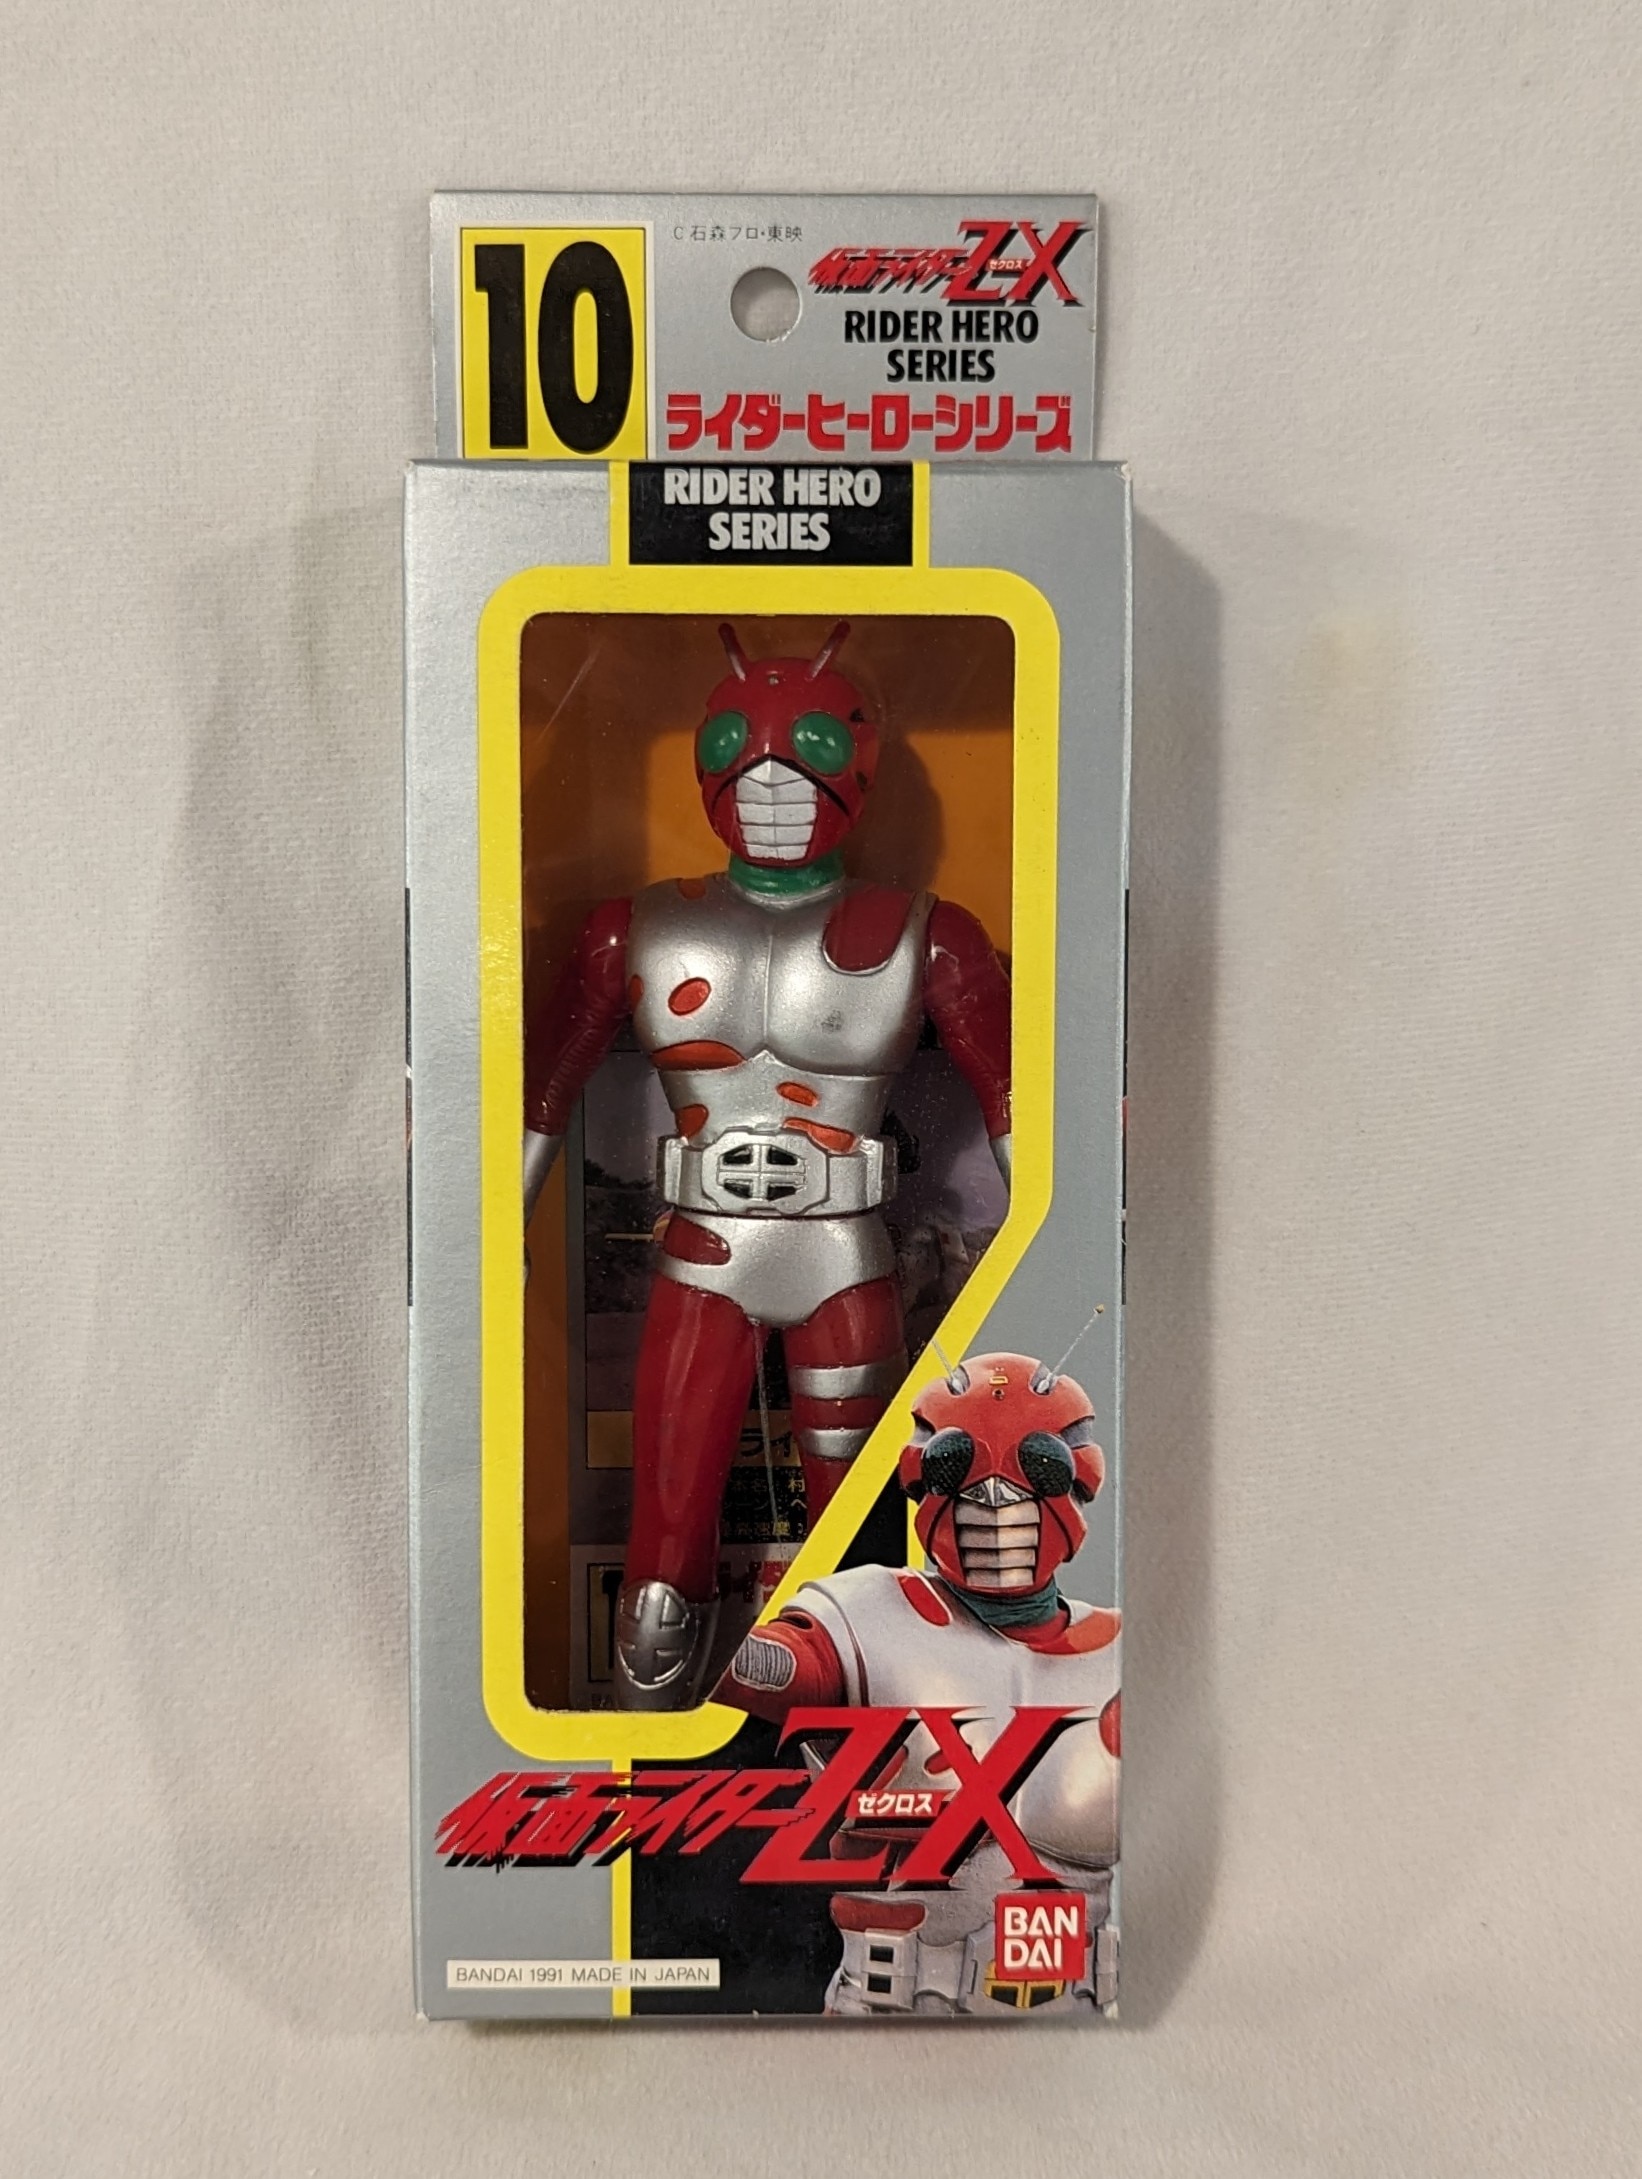 10
C 石森プロ・東映
仮面ライダーZX
ゼクロス
RIDER HERO
SERIES
ライダーヒーローシリーズ
RIDER HERO
SERIES
仮面ライダーZX
ゼクロス
BAN
DAI
BANDAI 1991 MADE IN JAPAN